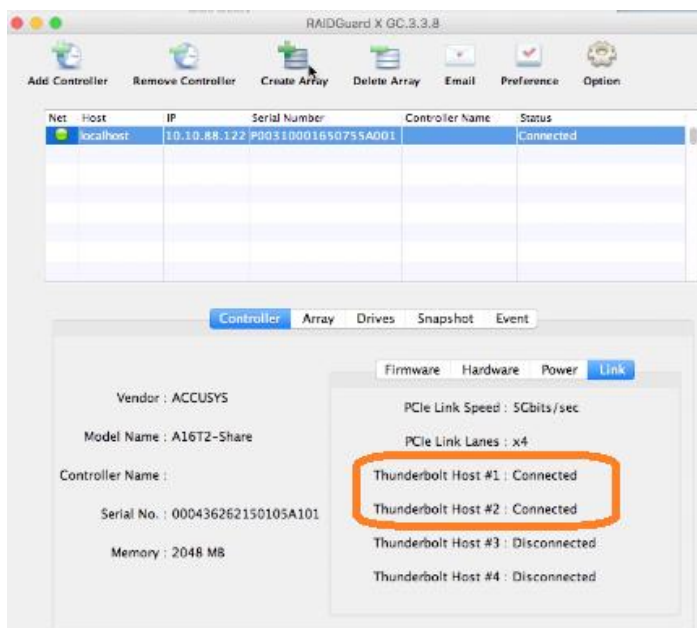 RAIDGuard X GC.3.3.8
Add Controller Remove Controller Create Array Delete Array Email Preference Option
Net Host IP Serial Number Controller Name Status
localhost 10.10.88.122 P00310001650755A001 Connected
Controller Array Drives Snapshot Event
Firmware Hardware Power Link
Vendor : ACCUSYS
Model Name : A16T2-Share
Controller Name :
Serial No. : 000436262150105A101
Memory : 2048 MB
PCIe Link Speed : 5Gbits/sec
PCIe Link Lanes : x4
Thunderbolt Host #1 : Connected
Thunderbolt Host #2 : Connected
Thunderbolt Host #3 : Disconnected
Thunderbolt Host #4 : Disconnected